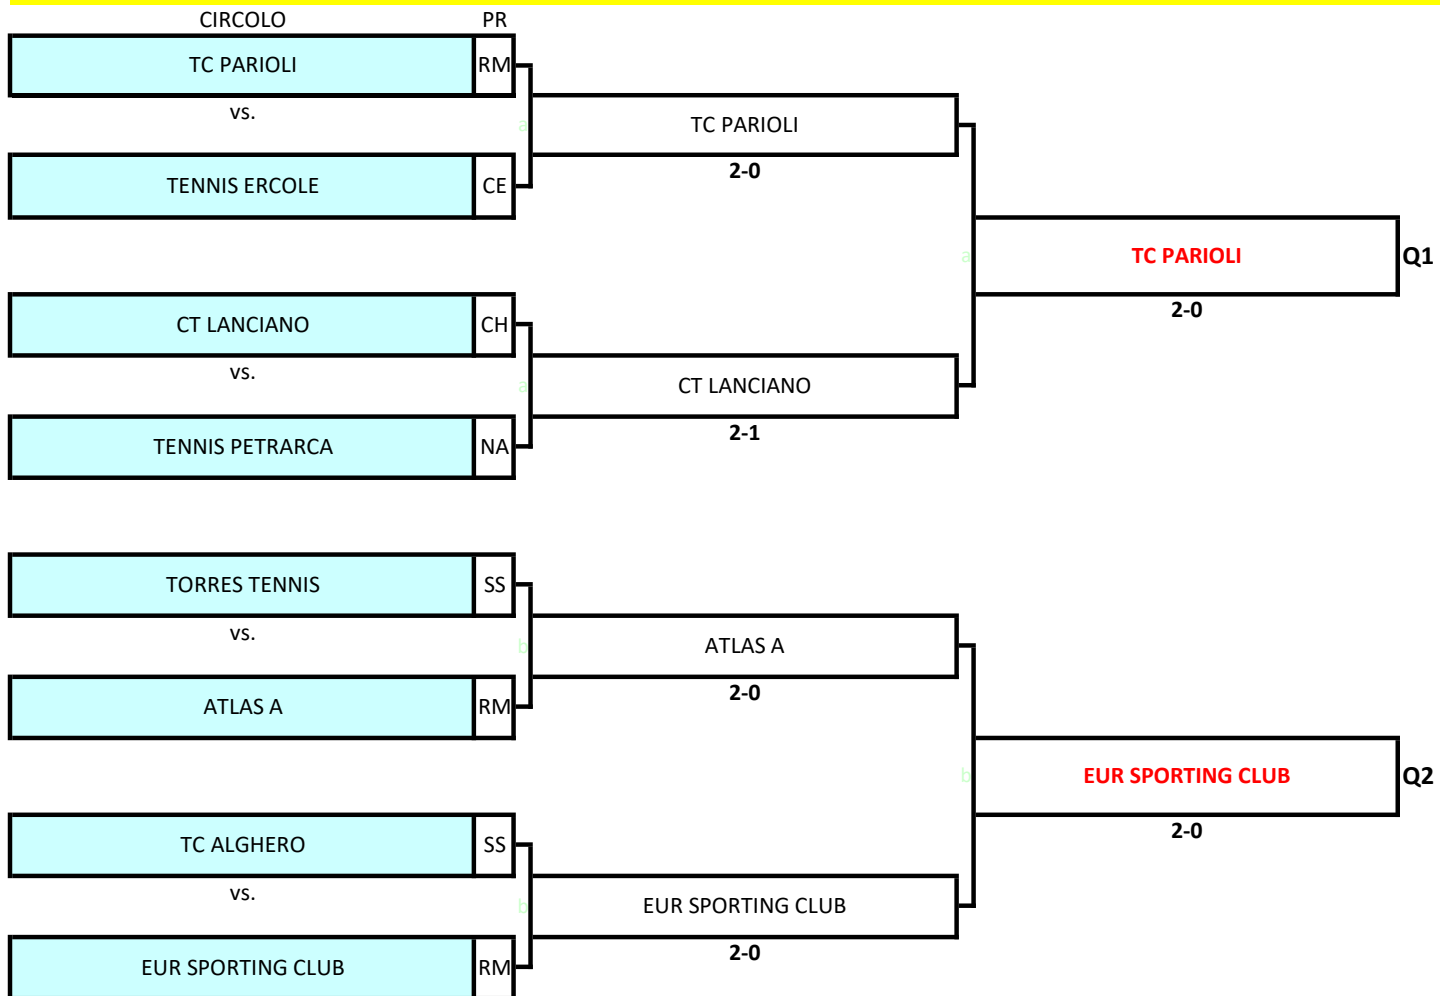 CIRCOLO PR
TC PARIOLI RM
vs.
a TC PARIOLI
2-0
TENNIS ERCOLE CE
a TC PARIOLI Q1
2-0
CT LANCIANO CH
vs.
a CT LANCIANO
2-1
TENNIS PETRARCA NA
TORRES TENNIS SS
vs.
b ATLAS A
2-0
ATLAS A RM
b EUR SPORTING CLUB Q2
2-0
TC ALGHERO SS
vs.
b EUR SPORTING CLUB
2-0
EUR SPORTING CLUB RM